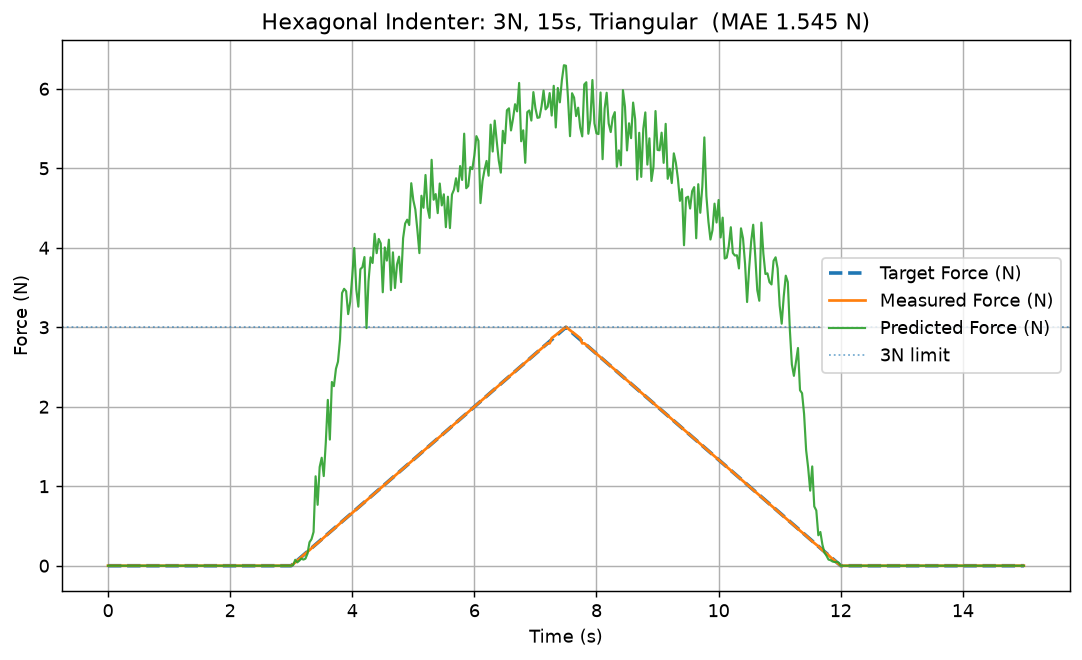 Hexagonal Indenter: 3N, 15s, Triangular (MAE 1.545 N)
Force (N)
6
5
4
3
2
1
0
Target Force (N)
Measured Force (N)
Predicted Force (N)
3N limit
0 2 4 6 8 10 12 14
Time (s)